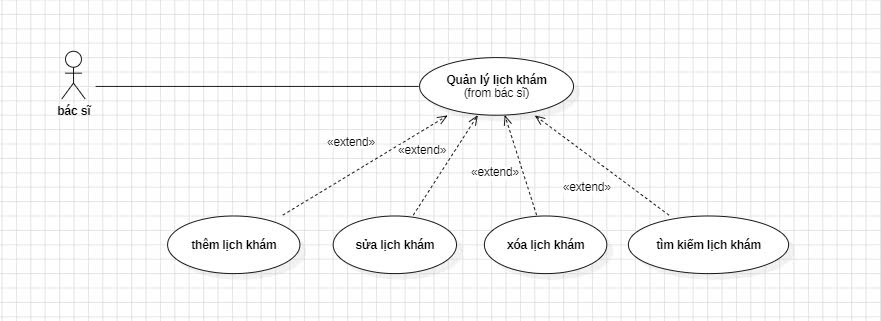 Quản lý lịch khám
(from bác sĩ)
bác sĩ
«extend»
«extend»
«extend»
«extend»
thêm lịch khám
sửa lịch khám
xóa lịch khám
tìm kiếm lịch khám